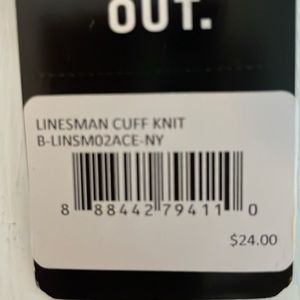 OUT.
LINESMAN CUFF KNIT
B-LINSM02ACE-NY
8 88442 79411 0
$24.00